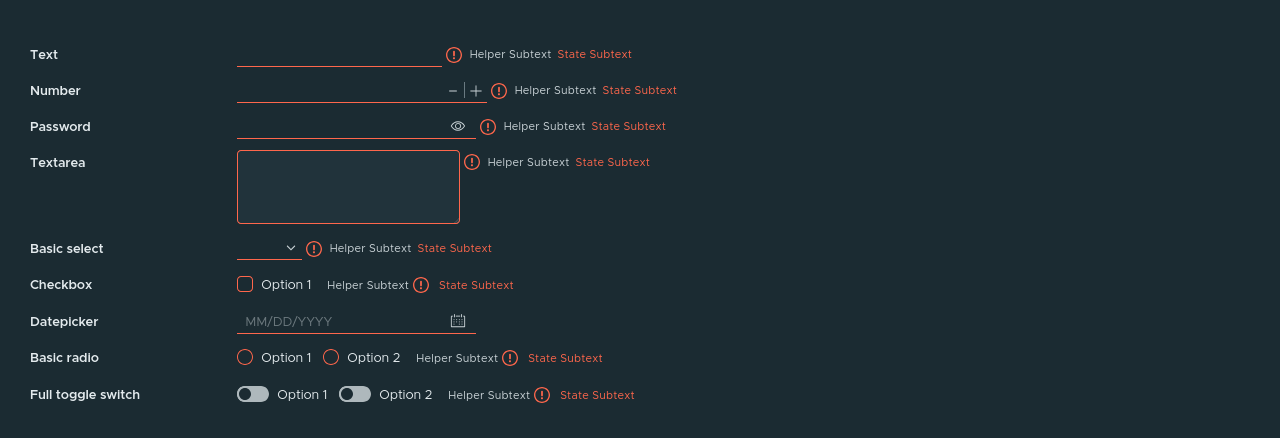 Text Helper Subtext State Subtext
Number Helper Subtext State Subtext
Password Helper Subtext State Subtext
Textarea Helper Subtext State Subtext
Basic select Helper Subtext State Subtext
Checkbox Option 1 Helper Subtext State Subtext
Datepicker MM/DD/YYYY
Basic radio Option 1 Option 2 Helper Subtext State Subtext
Full toggle switch Option 1 Option 2 Helper Subtext State Subtext